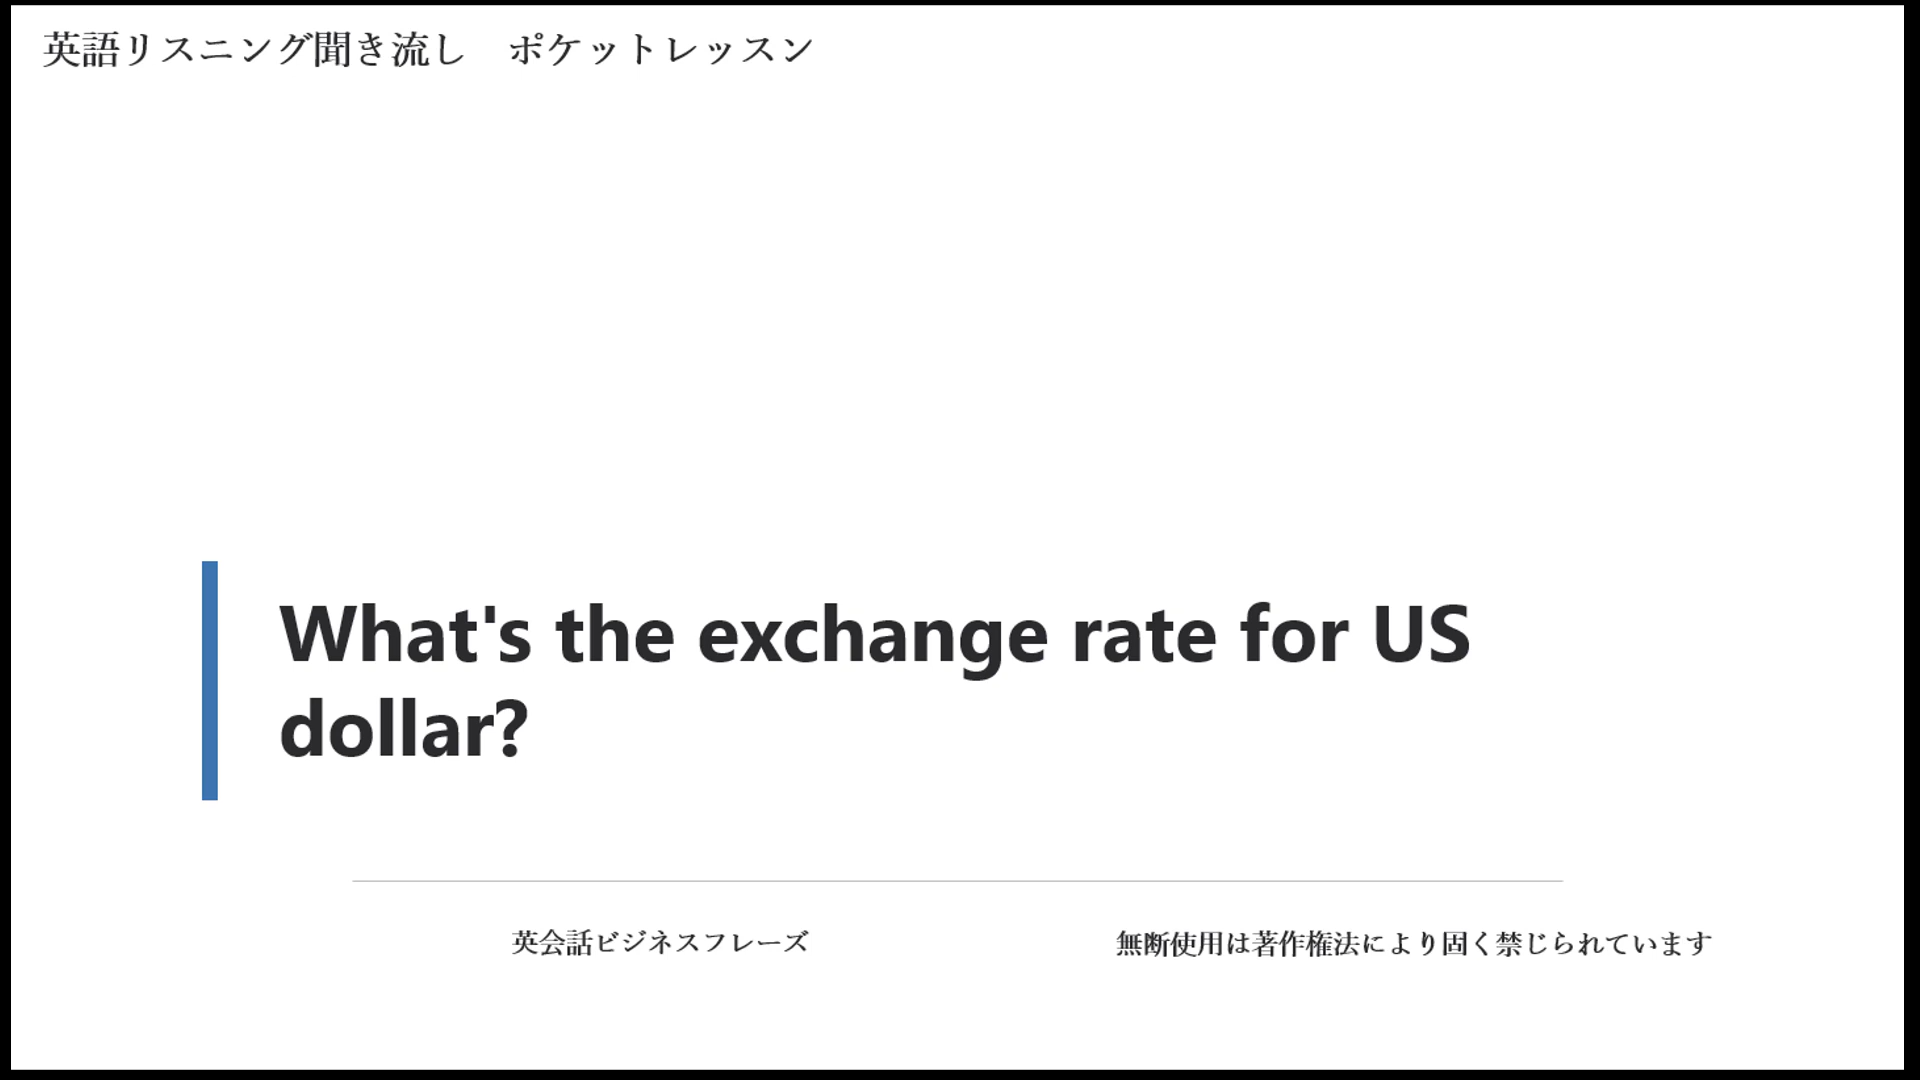 英語リスニング聞き流し　ポケットレッスン
What's the exchange rate for US
dollar?
英会話ビジネスフレーズ
無断使用は著作権法により固く禁じられています